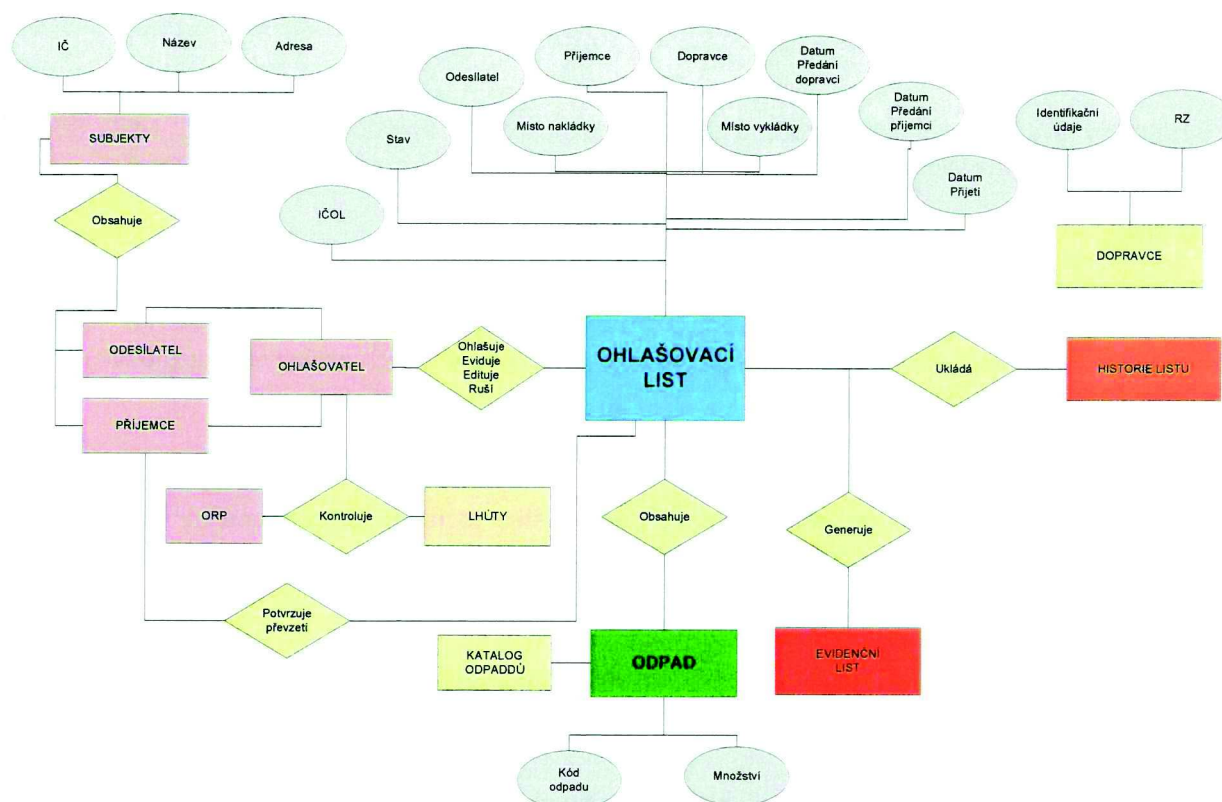 IČ
Název
Adresa
SUBJEKTY
Obsahuje
ODESÍLATEL
PŘÍJEMCE
OHLAŠOVATEL
Ohlašuje
Eviduje
Edituje
Ruší
ORP
Kontroluje
LHŮTY
Potvrzuje
převzetí
IČOL
Stav
Odesílatel
Místo nakládky
Příjemce
Dopravce
Místo vykládky
Datum
Předání
dopravci
Datum
Předání
příjemci
Datum
Přijetí
OHLAŠOVACÍ
LIST
Obsahuje
ODPAD
KATALOG
ODPADDŮ
Kód
odpadu
Množství
Generuje
EVIDENČNÍ
LIST
Ukládá
HISTORIE LISTU
Identifikační
údaje
RZ
DOPRAVCE